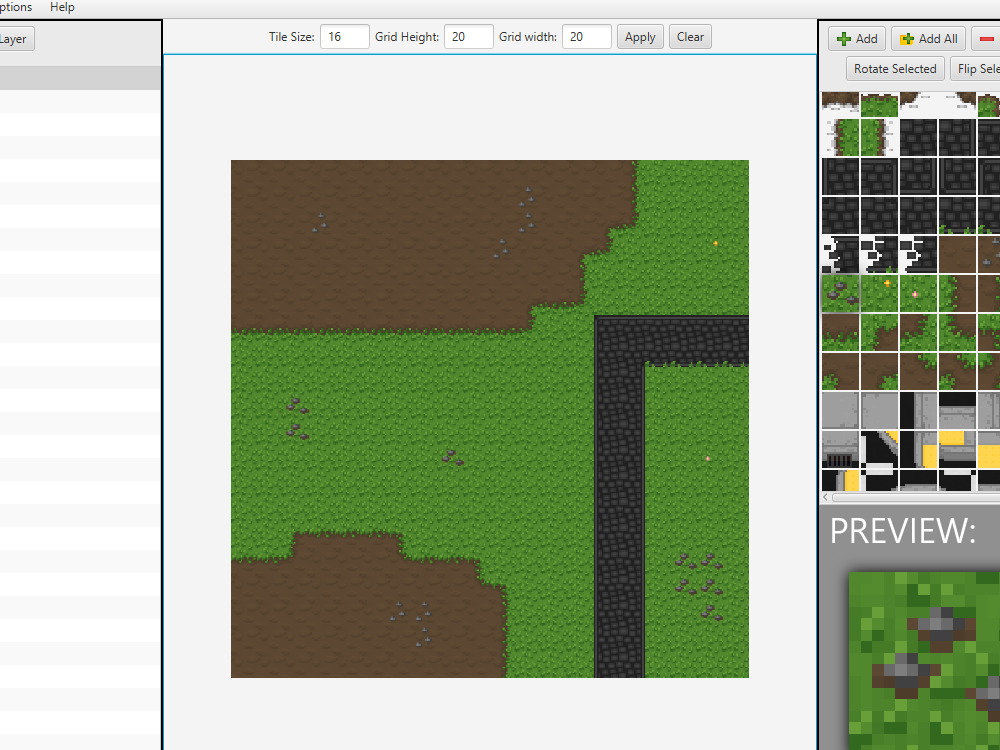 ptions Help
Layer
Tile Size: 16 Grid Height: 20 Grid width: 20 Apply Clear
Add Add All
Rotate Selected Flip Sele
PREVIEW: